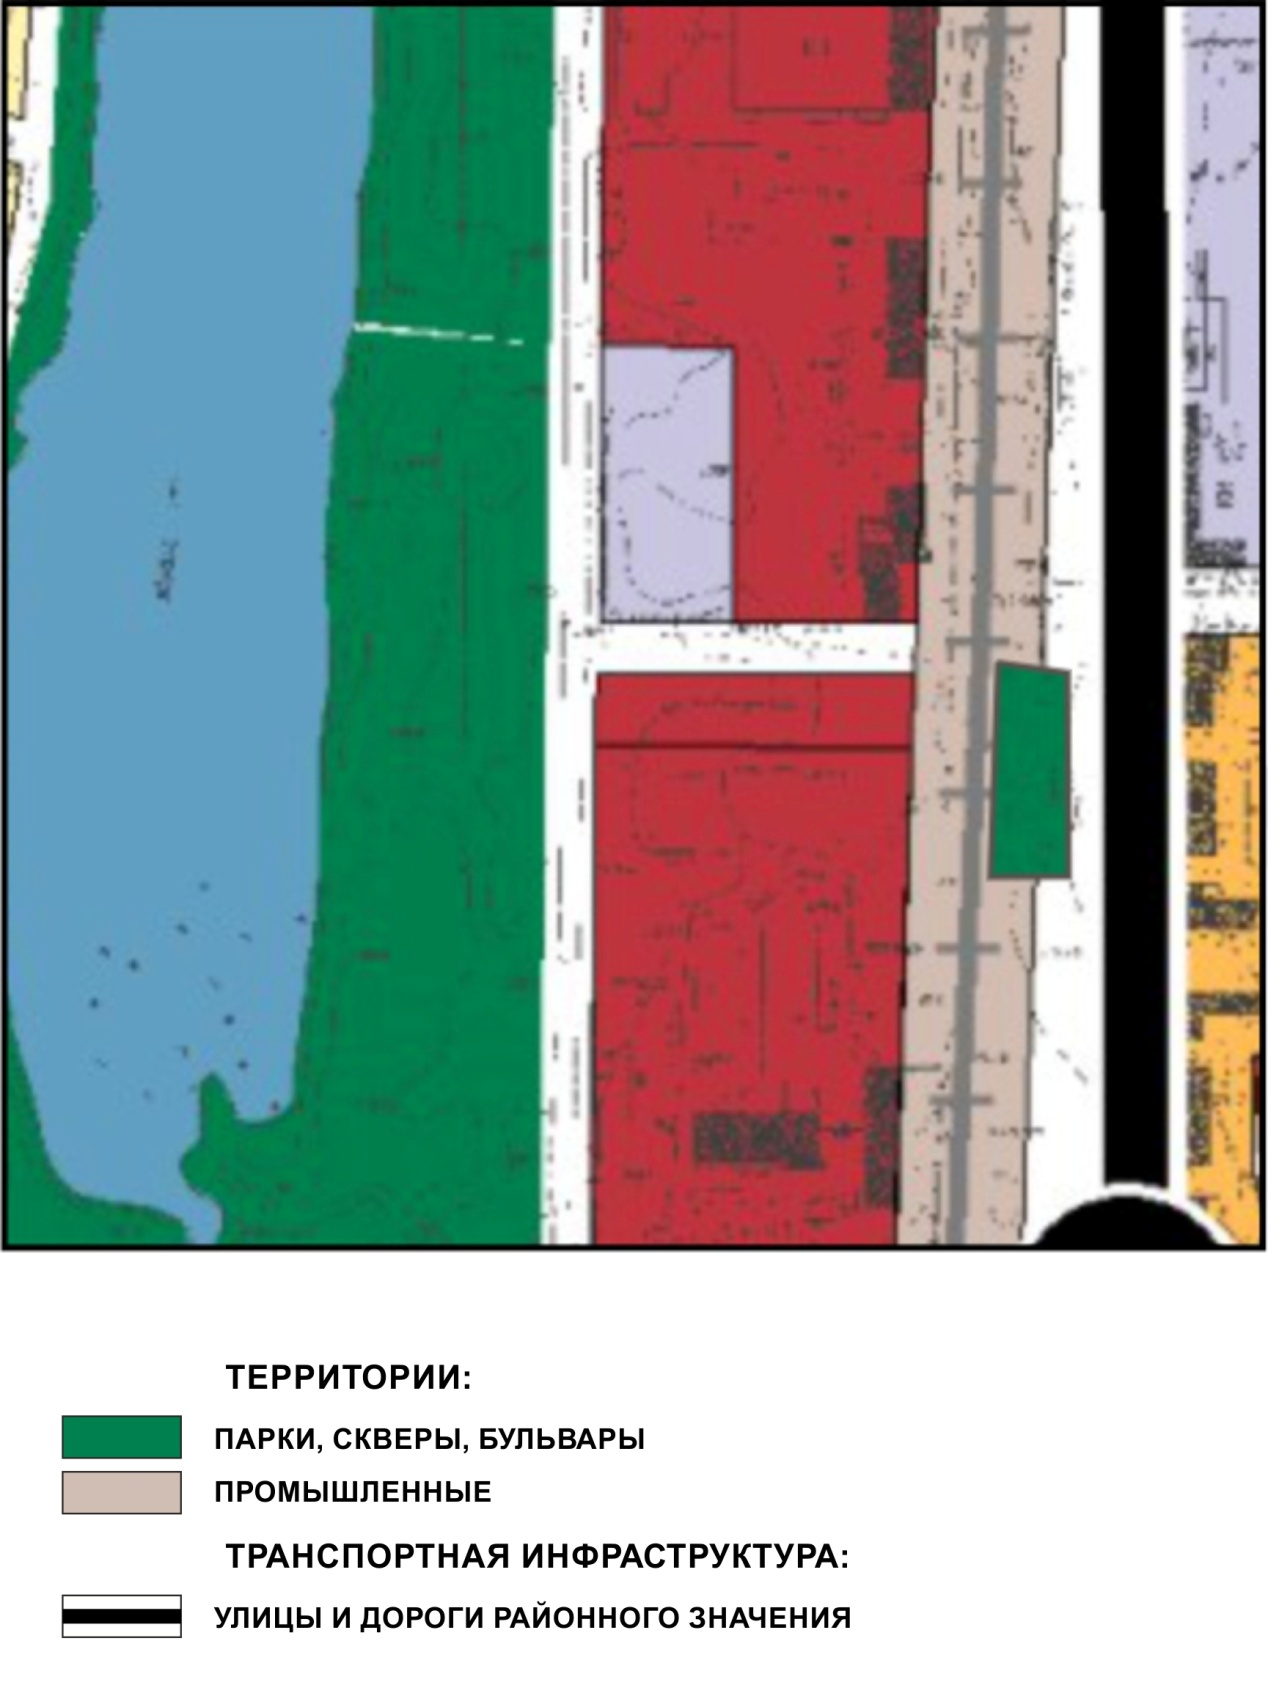 ТЕРРИТОРИИ:
ПАРКИ, СКВЕРЫ, БУЛЬВАРЫ
ПРОМЫШЛЕННЫЕ
ТРАНСПОРТНАЯ ИНФРАСТРУКТУРА:
УЛИЦЫ И ДОРОГИ РАЙОННОГО ЗНАЧЕНИЯ